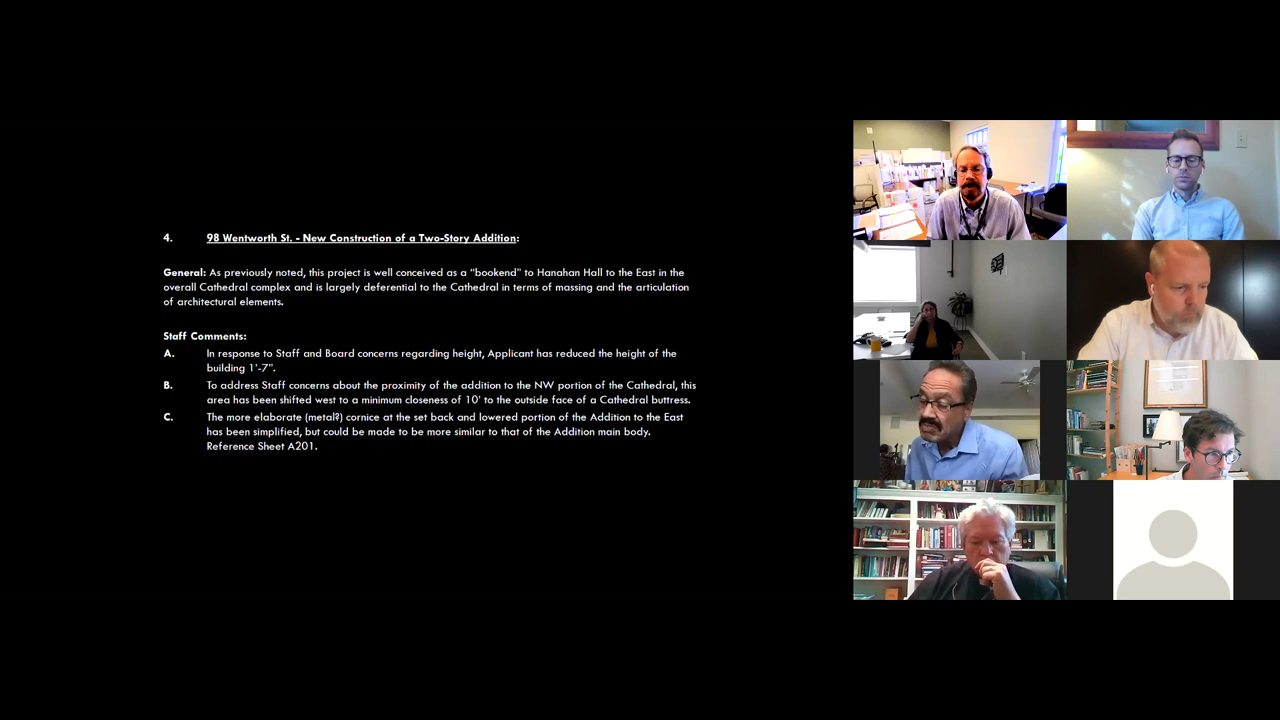 4. 98 Wentworth St. - New Construction of a Two-Story Addition:
General: As previously noted, this project is well conceived as a "bookend" to Hanahan Hall to the East in the
overall Cathedral complex and is largely deferential to the Cathedral in terms of massing and the articulation
of architectural elements.
Staff Comments:
A. In response to Staff and Board concerns regarding height, Applicant has reduced the height of the
building 1'-7".
B. To address Staff concerns about the proximity of the addition to the NW portion of the Cathedral, this
area has been shifted west to a minimum closeness of 10' to the outside face of a Cathedral buttress.
C. The more elaborate (metal?) cornice at the set back and lowered portion of the Addition to the East
has been simplified, but could be made to be more similar to that of the Addition main body.
Reference Sheet A201.